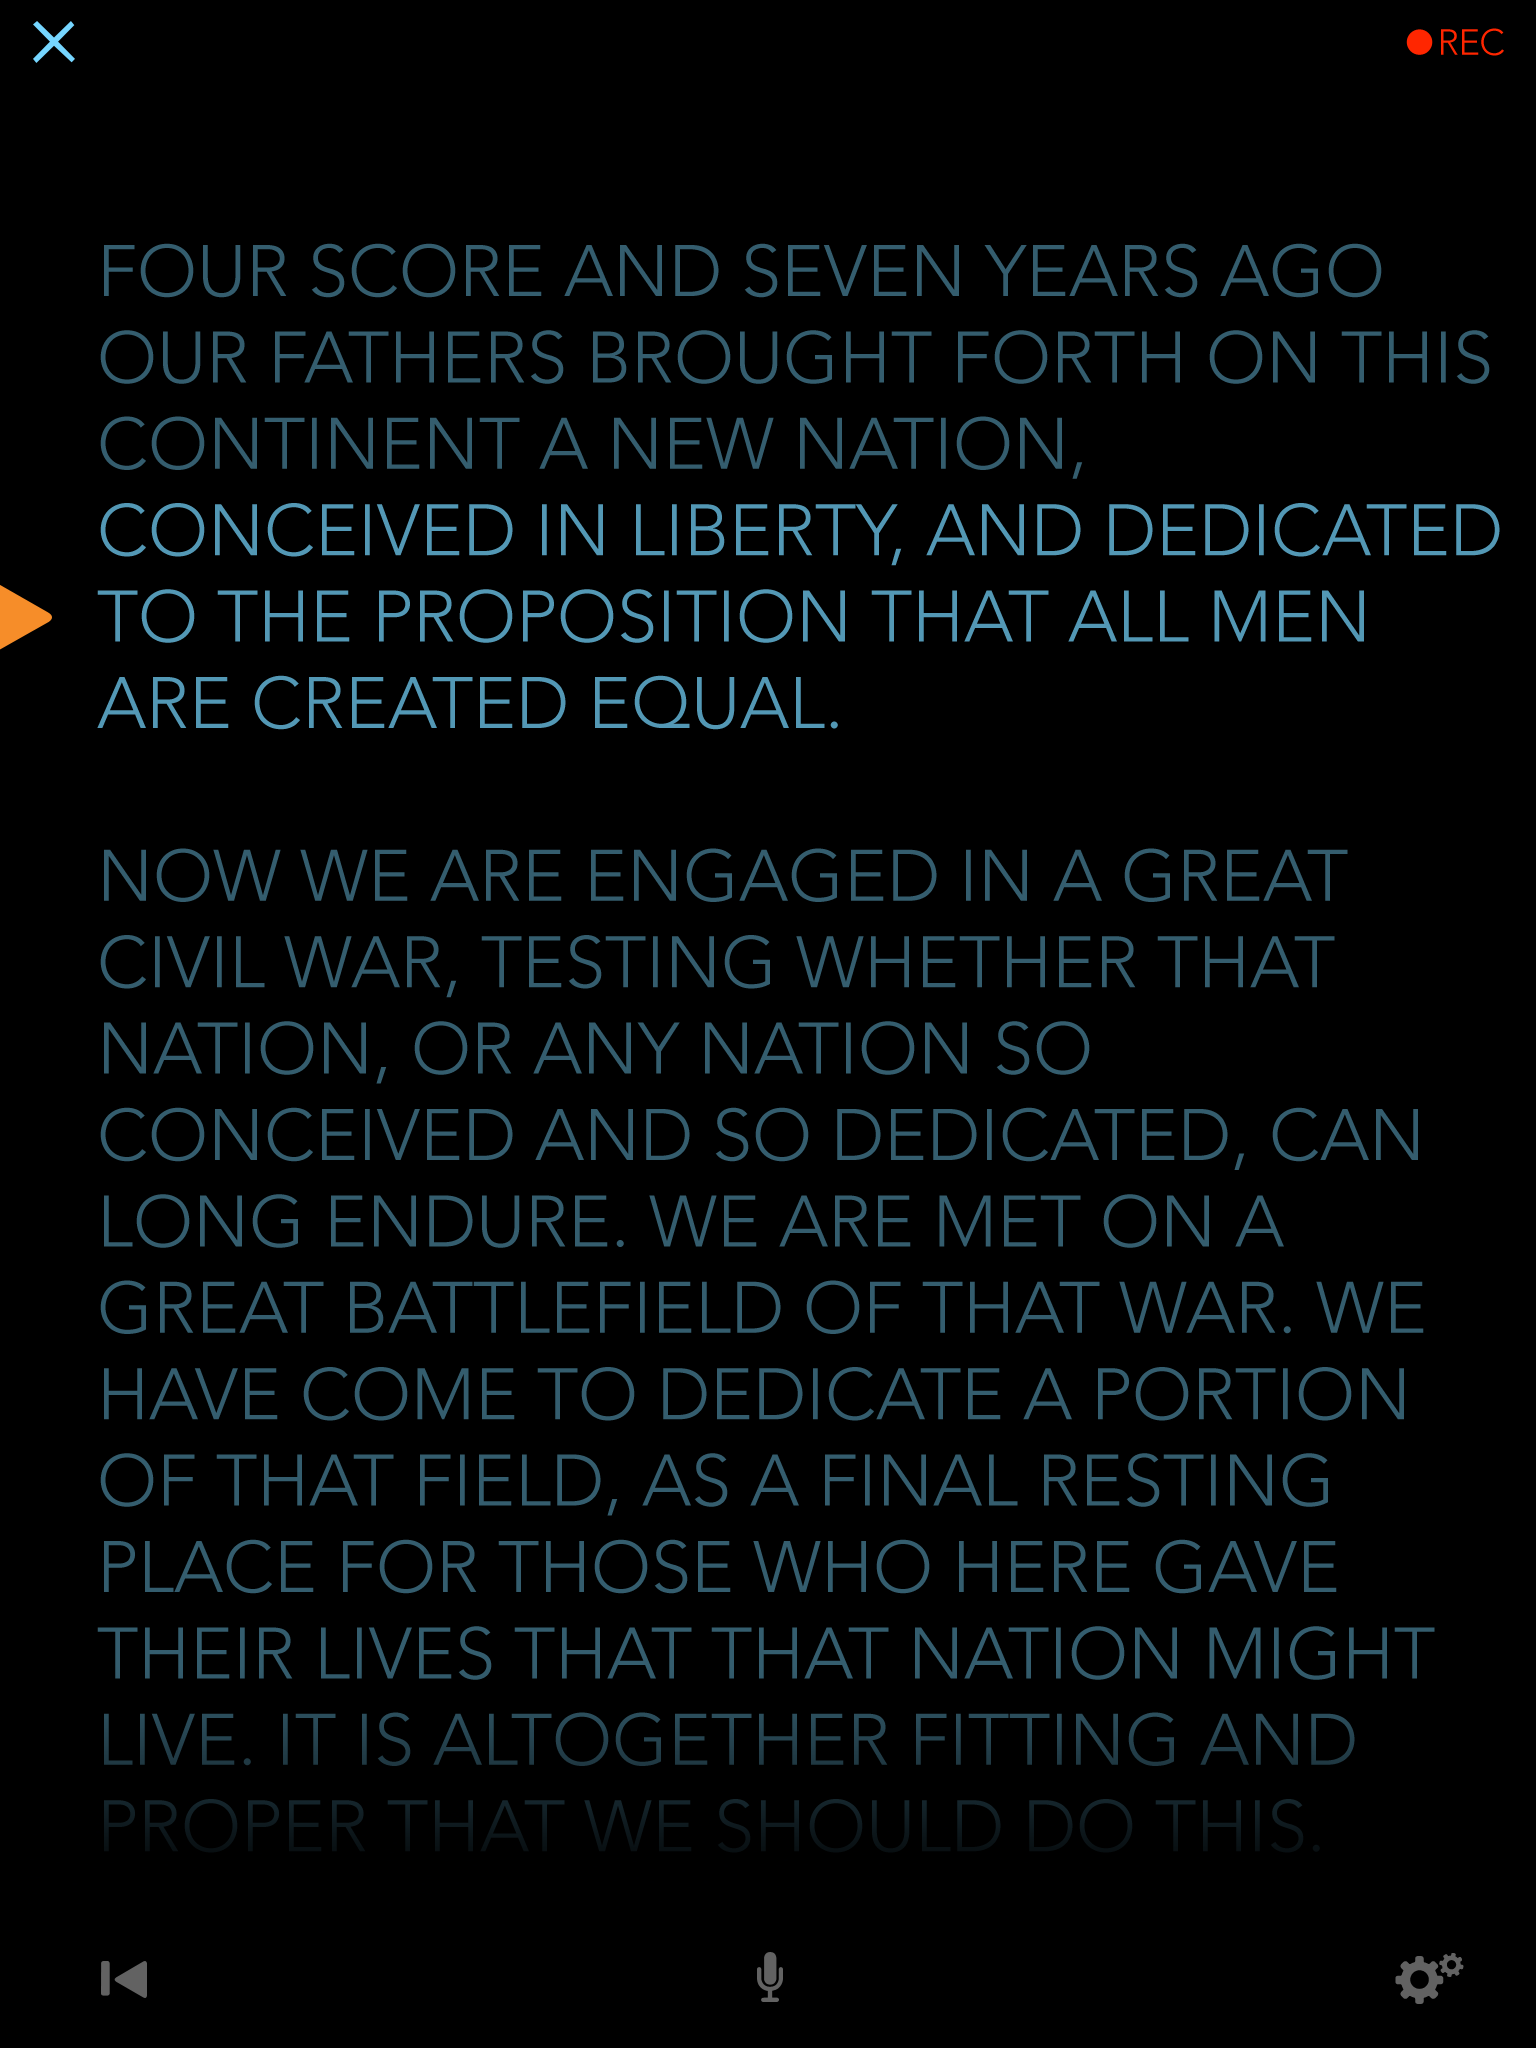 REC
FOUR SCORE AND SEVEN YEARS AGO
OUR FATHERS BROUGHT FORTH ON THIS
CONTINENT A NEW NATION,
CONCEIVED IN LIBERTY, AND DEDICATED
TO THE PROPOSITION THAT ALL MEN
ARE CREATED EQUAL.
NOW WE ARE ENGAGED IN A GREAT
CIVIL WAR, TESTING WHETHER THAT
NATION, OR ANY NATION SO
CONCEIVED AND SO DEDICATED, CAN
LONG ENDURE. WE ARE MET ON A
GREAT BATTLEFIELD OF THAT WAR. WE
HAVE COME TO DEDICATE A PORTION
OF THAT FIELD, AS A FINAL RESTING
PLACE FOR THOSE WHO HERE GAVE
THEIR LIVES THAT THAT NATION MIGHT
LIVE. IT IS ALTOGETHER FITTING AND
PROPER THAT WE SHOULD DO THIS.